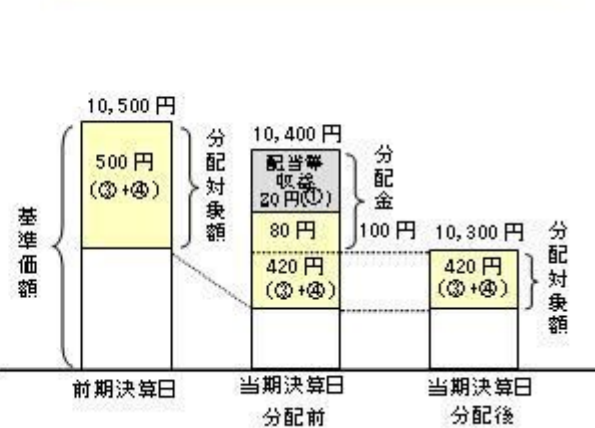 10,500円
500円
(③+④)
分配対象額
基準価額
前期決算日
10,400円
配当等
収益
20円(①)
分配金
80円
100円
420円
(③+④)
当期決算日
分配前
10,300円
420円
(③+④)
分配対象額
当期決算日
分配後